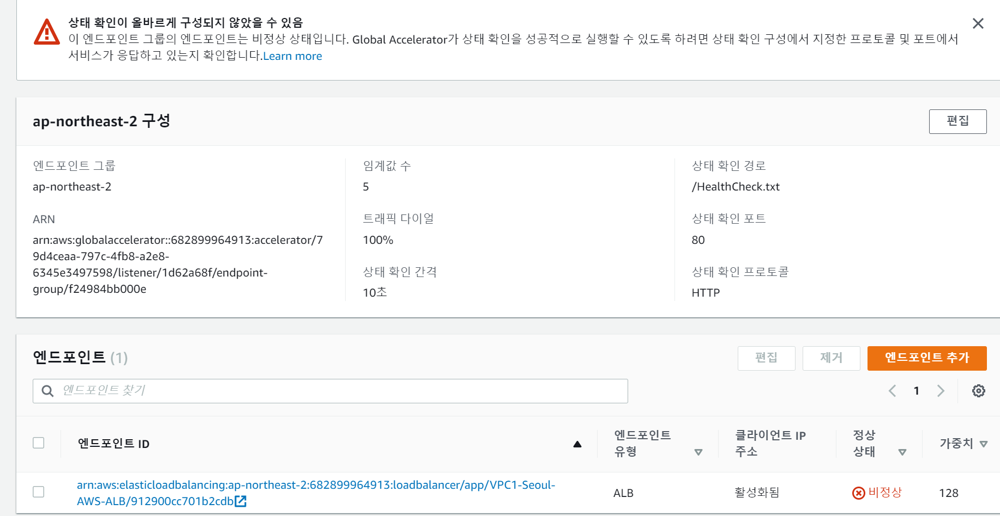 상태 확인이 올바르게 구성되지 않았을 수 있음
이 엔드포인트 그룹의 엔드포인트는 비정상 상태입니다. Global Accelerator가 상태 확인을 성공적으로 실행할 수 있도록 하려면 상태 확인 구성에서 지정한 프로토콜 및 포트에서
서비스가 응답하고 있는지 확인합니다.Learn more
ap-northeast-2 구성
편집
엔드포인트 그룹
ap-northeast-2
ARN
arn:aws:globalaccelerator::682899964913:accelerator/7
9d4ceaa-797c-4fb8-a2e8-
6345e3497598/listener/1d62a68f/endpoint-
group/f24984bb000e
임계값 수
5
트래픽 다이얼
100%
상태 확인 간격
10초
상태 확인 경로
/HealthCheck.txt
상태 확인 포트
80
상태 확인 프로토콜
HTTP
엔드포인트 (1)
편집
제거
엔드포인트 추가
엔드포인트 찾기
1
엔드포인트 ID
엔드포인트
유형
클라이언트 IP
주소
정상
상태
가중치
arn:aws:elasticloadbalancing:ap-northeast-2:682899964913:loadbalancer/app/VPC1-Seoul-
AWS-ALB/912900cc701b2cdb
ALB
활성화됨
비정상
128